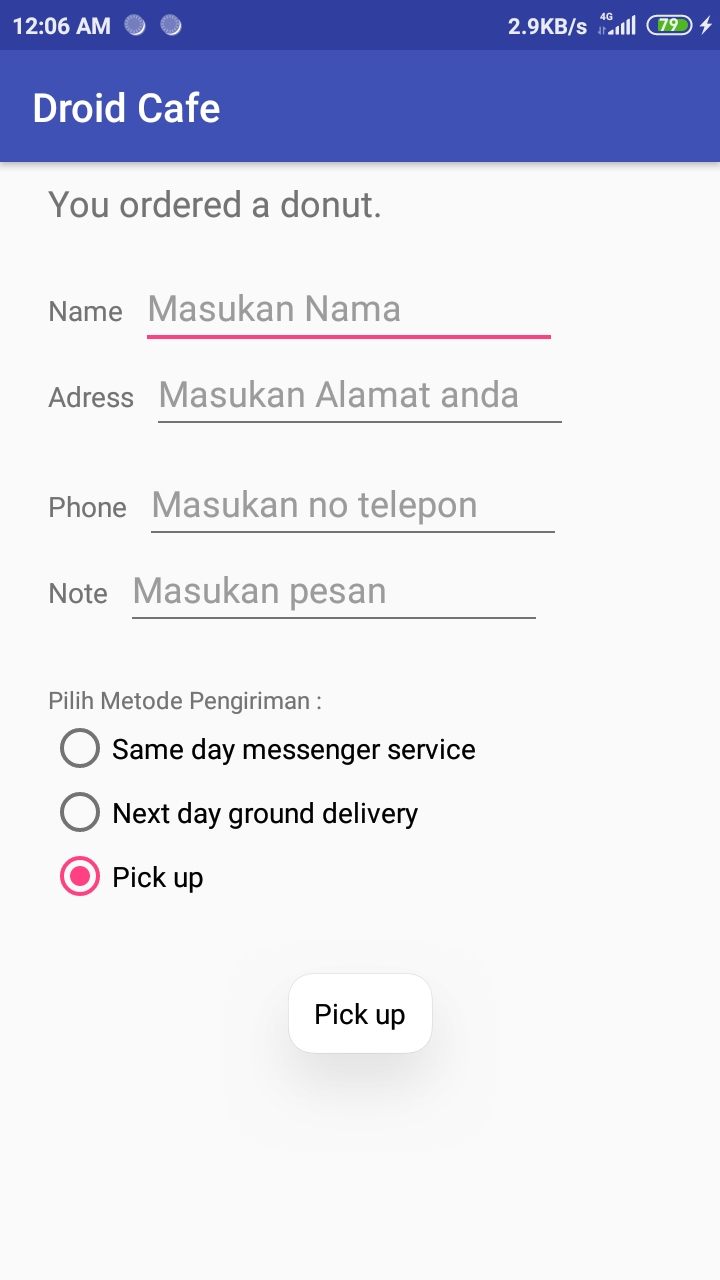 12:06 AM 2.9KB/s 4G 79
Droid Cafe
You ordered a donut.
Name Masukan Nama
Adress Masukan Alamat anda
Phone Masukan no telepon
Note Masukan pesan
Pilih Metode Pengiriman :
Same day messenger service
Next day ground delivery
Pick up
Pick up